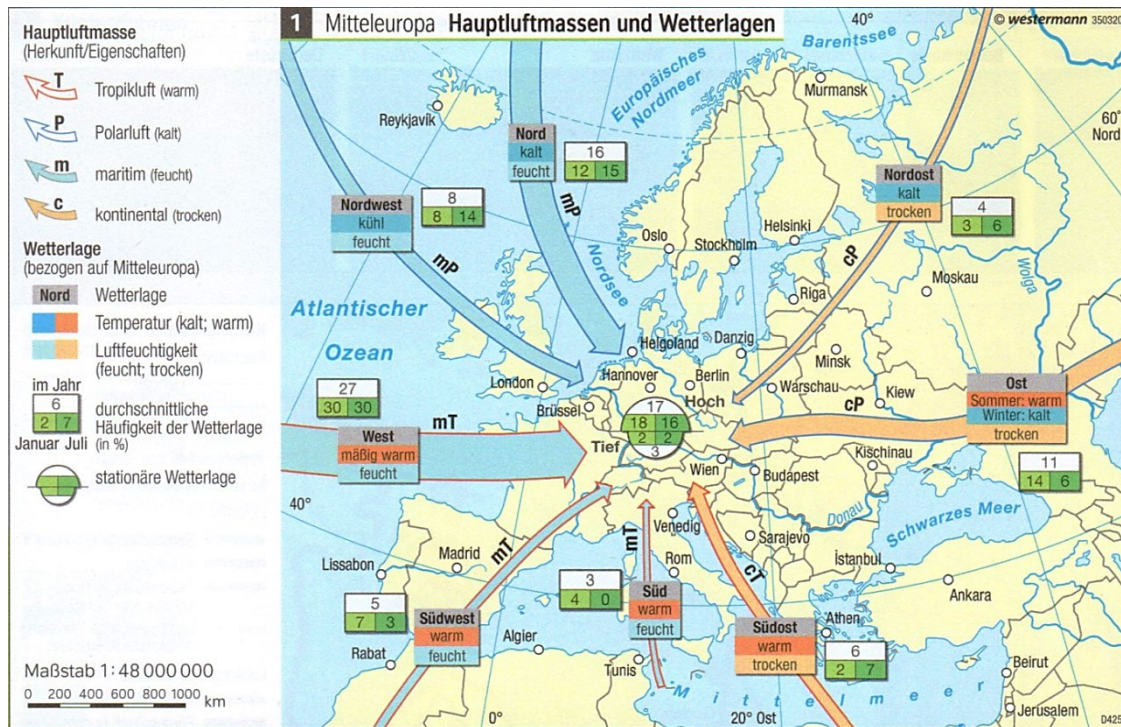 1 Mitteleuropa Hauptluftmassen und Wetterlagen
© westermann 350320
Hauptluftmasse
(Herkunft/Eigenschaften)
T Tropikluft (warm)
P Polarluft (kalt)
m maritim (feucht)
c kontinental (trocken)
Wetterlage
(bezogen auf Mitteleuropa)
Nord Wetterlage
Temperatur (kalt; warm)
Luftfeuchtigkeit
(feucht; trocken)
im Jahr
6
2 7
Januar Juli
durchschnittliche
Häufigkeit der Wetterlage
(in %)
stationäre Wetterlage
Maßstab 1:48 000 000
0 200 400 600 800 1000 km
40°
Barentssee
Europäisches
Nordmeer
Murmansk
Reykjavík
60°
Nord
Nord
kalt
feucht
16
12 15
mP
Nordwest
kühl
feucht
8
8 14
mP
Nordost
kalt
trocken
4
3 6
cP
Oslo
Stockholm
Helsinki
Riga
Moskau
Wolga
Nordsee
Atlantischer
Ozean
Helgoland
Danzig
Minsk
London
Hannover
Berlin
Warschau
Kiew
Brüssel
Hoch
17
18 16
2 2
3
Tief
27
30 30
West
mäßig warm
feucht
mT
Ost
Sommer: warm
Winter: kalt
trocken
11
14 6
cP
Wien
Budapest
Kischinau
Donau
Schwarzes Meer
40°
Venedig
Sarajevo
Lissabon
Madrid
Rom
İstanbul
Ankara
5
7 3
Südwest
warm
feucht
mT
3
4 0
Süd
warm
feucht
mT
Südost
warm
trocken
6
2 7
cT
Athen
Rabat
Algier
Tunis
Mittelmeer
Beirut
Jerusalem
0°
20° Ost
D425